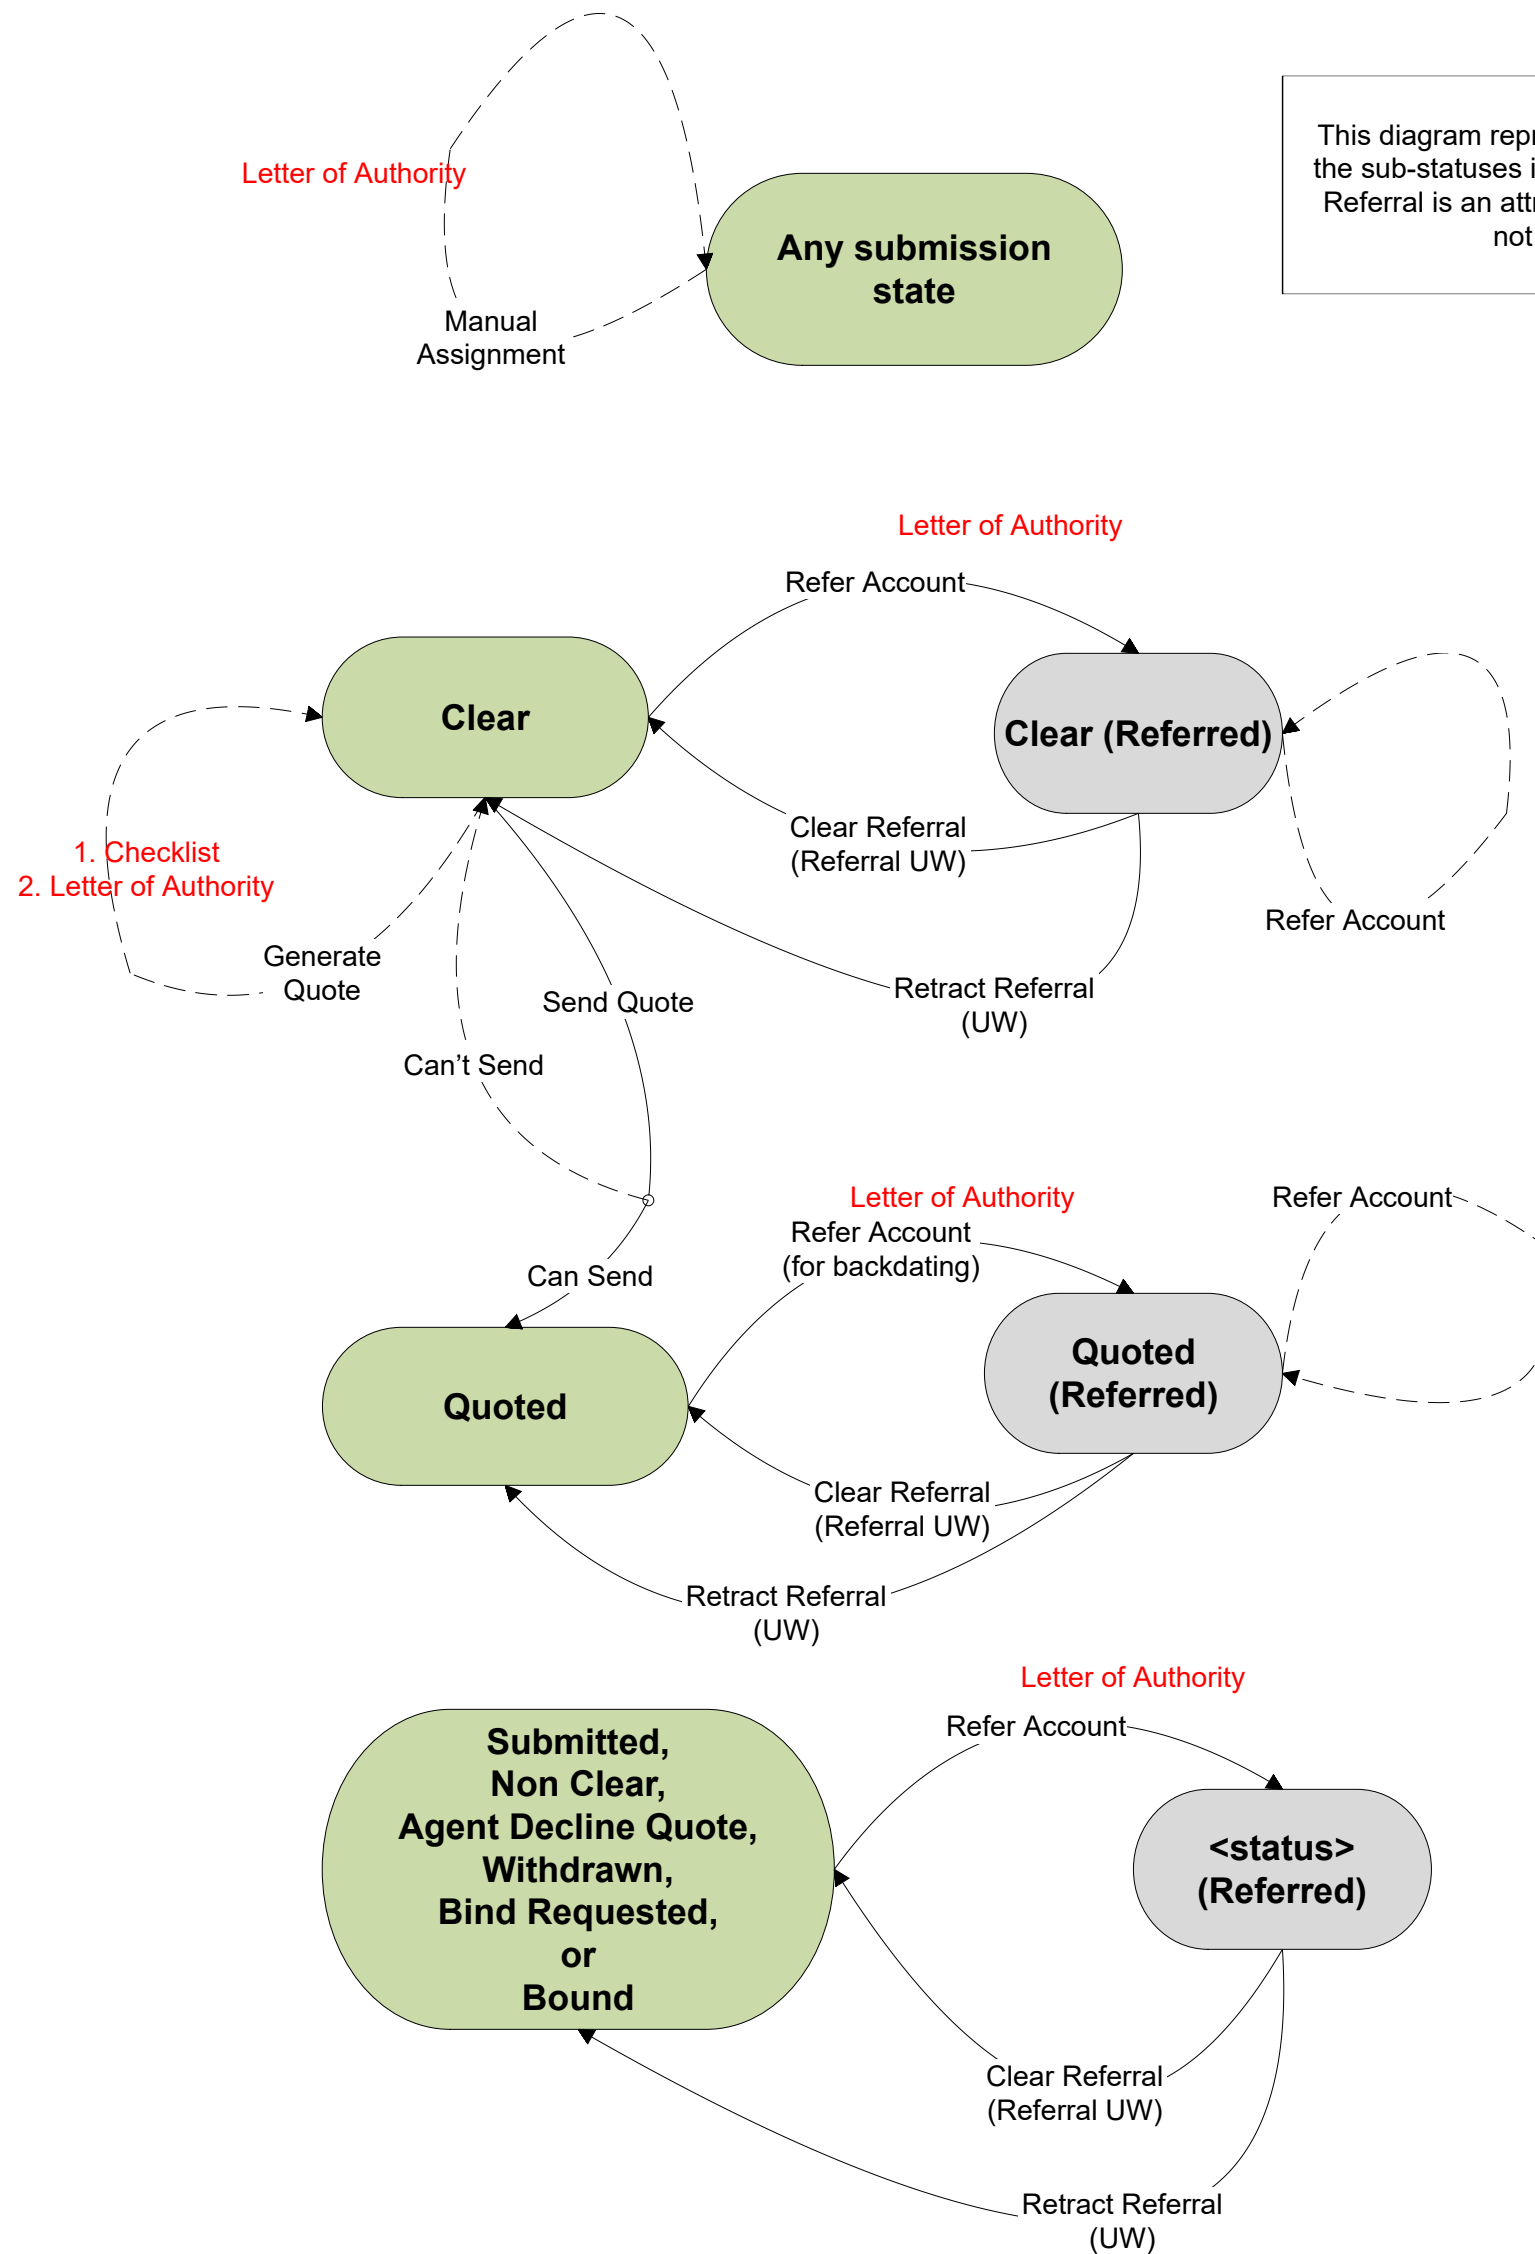 Letter of Authority
Manual
Assignment
Any submission
state
This diagram repr
the sub-statuses i
Referral is an attr
not
Letter of Authority
Refer Account
Clear
Clear (Referred)
Clear Referral
(Referral UW)
Refer Account
1. Checklist
2. Letter of Authority
Generate
Quote
Send Quote
Retract Referral
(UW)
Can’t Send
Letter of Authority
Refer Account
(for backdating)
Refer Account
Can Send
Quoted
Quoted
(Referred)
Clear Referral
(Referral UW)
Retract Referral
(UW)
Letter of Authority
Refer Account
Submitted,
Non Clear,
Agent Decline Quote,
Withdrawn,
Bind Requested,
or
Bound
<status>
(Referred)
Clear Referral
(Referral UW)
Retract Referral
(UW)